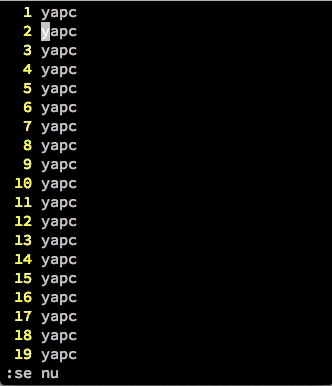 1 yapc
2 yapc
3 yapc
4 yapc
5 yapc
6 yapc
7 yapc
8 yapc
9 yapc
10 yapc
11 yapc
12 yapc
13 yapc
14 yapc
15 yapc
16 yapc
17 yapc
18 yapc
19 yapc
:se nu